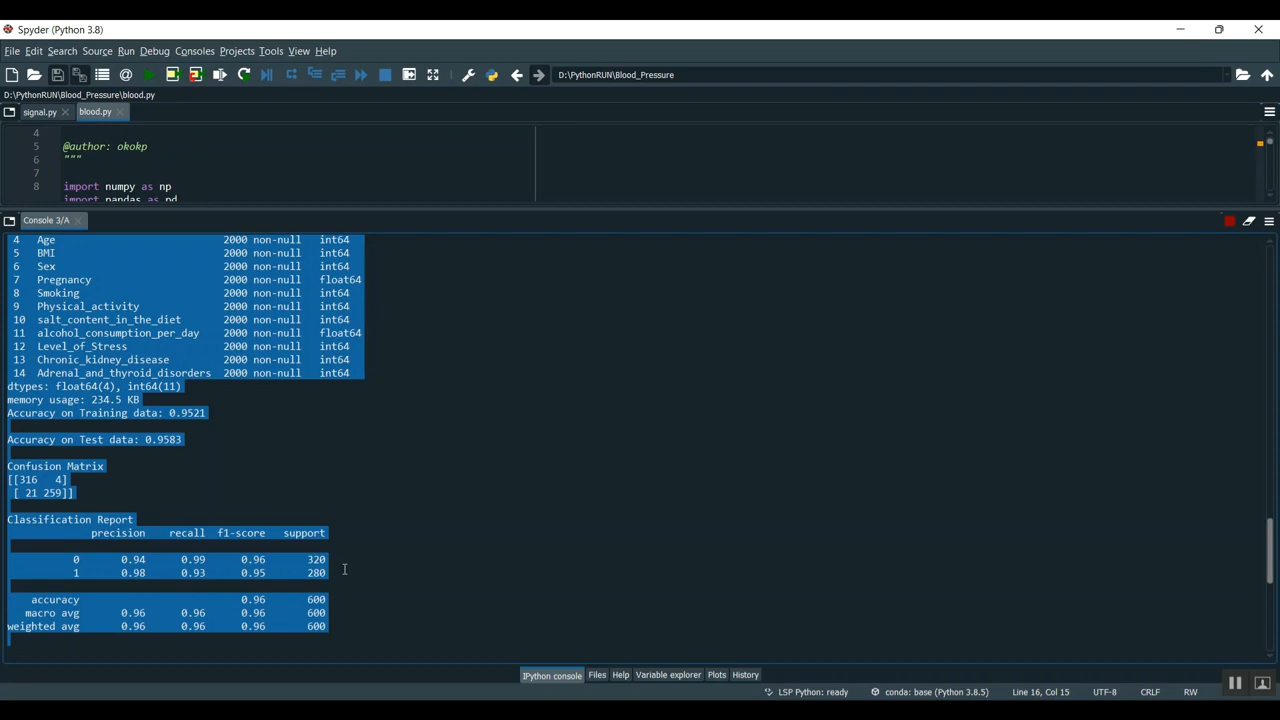 Spyder (Python 3.8)
File Edit Search Source Run Debug Consoles Projects Tools View Help
D:\PythonRUN\Blood_Pressure
D:\PythonRUN\Blood_Pressure\blood.py
signal.py blood.py
4
5 @author: okokp
6 """
7
8 import numpy as np
import pandas as pd
Console 3/A
4 Age 2000 non-null int64
5 BMI 2000 non-null int64
6 Sex 2000 non-null int64
7 Pregnancy 2000 non-null float64
8 Smoking 2000 non-null int64
9 Physical_activity 2000 non-null int64
10 salt_content_in_the_diet 2000 non-null int64
11 alcohol_consumption_per_day 2000 non-null float64
12 Level_of_Stress 2000 non-null int64
13 Chronic_kidney_disease 2000 non-null int64
14 Adrenal_and_thyroid_disorders 2000 non-null int64
dtypes: float64(4), int64(11)
memory usage: 234.5 KB
Accuracy on Training data: 0.9521
Accuracy on Test data: 0.9583
Confusion Matrix
[[316 4]
[ 21 259]]
Classification Report
precision recall f1-score support
0 0.94 0.99 0.96 320
1 0.98 0.93 0.95 280
accuracy 0.96 600
macro avg 0.96 0.96 0.96 600
weighted avg 0.96 0.96 0.96 600
IPython console Files Help Variable explorer Plots History
LSP Python: ready conda: base (Python 3.8.5) Line 16, Col 15 UTF-8 CRLF RW